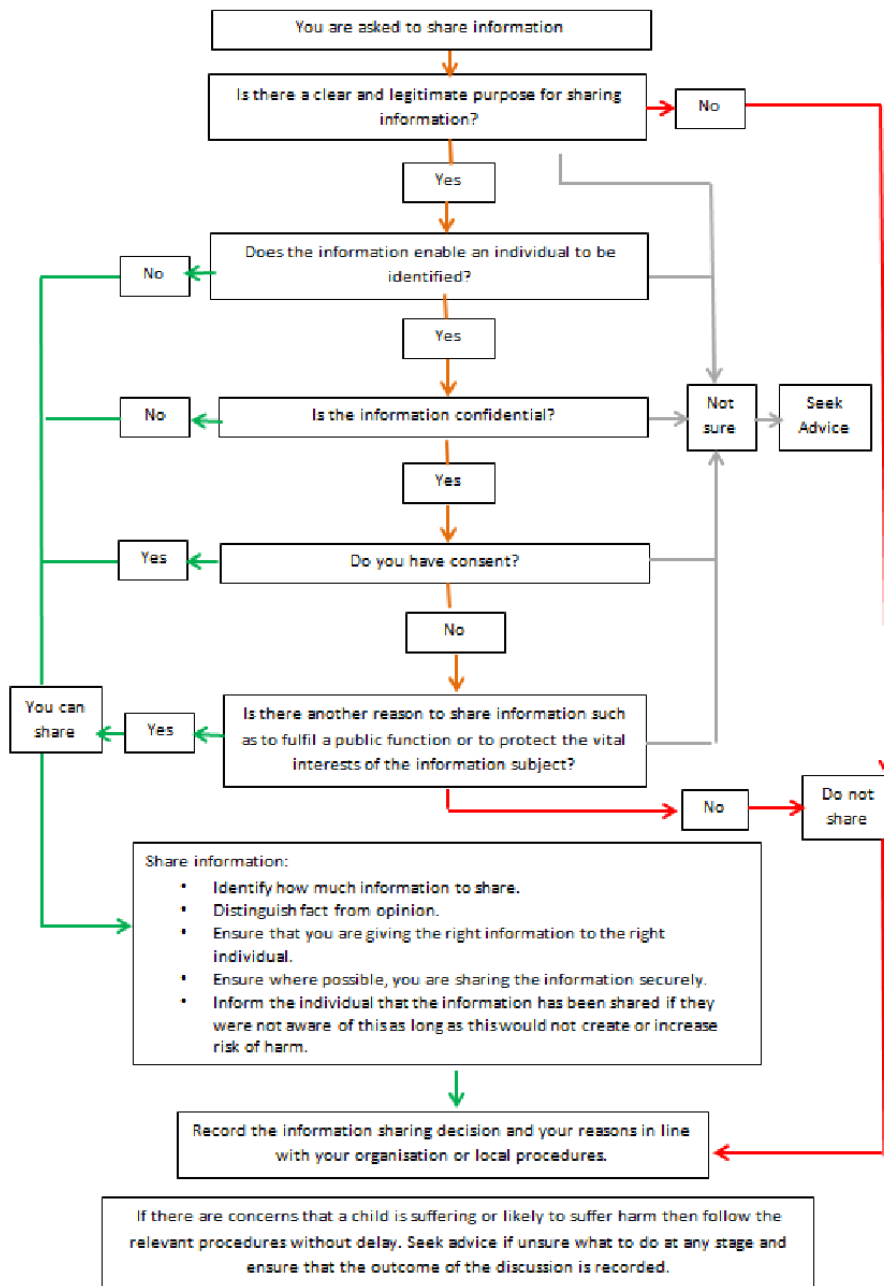 You are asked to share information
Is there a clear and legitimate purpose for sharing
information?
No
Yes
Does the information enable an individual to be
identified?
No
Yes
Is the information confidential?
No
Not
sure
Seek
Advice
Yes
Do you have consent?
Yes
No
Is there another reason to share information such
as to fulfil a public function or to protect the vital
interests of the information subject?
Yes
You can
share
No
Do not
share
Share information:
• Identify how much information to share.
• Distinguish fact from opinion.
• Ensure that you are giving the right information to the right
individual.
• Ensure where possible, you are sharing the information securely.
• Inform the individual that the information has been shared if they
were not aware of this as long as this would not create or increase
risk of harm.
Record the information sharing decision and your reasons in line
with your organisation or local procedures.
If there are concerns that a child is suffering or likely to suffer harm then follow the
relevant procedures without delay. Seek advice if unsure what to do at any stage and
ensure that the outcome of the discussion is recorded.